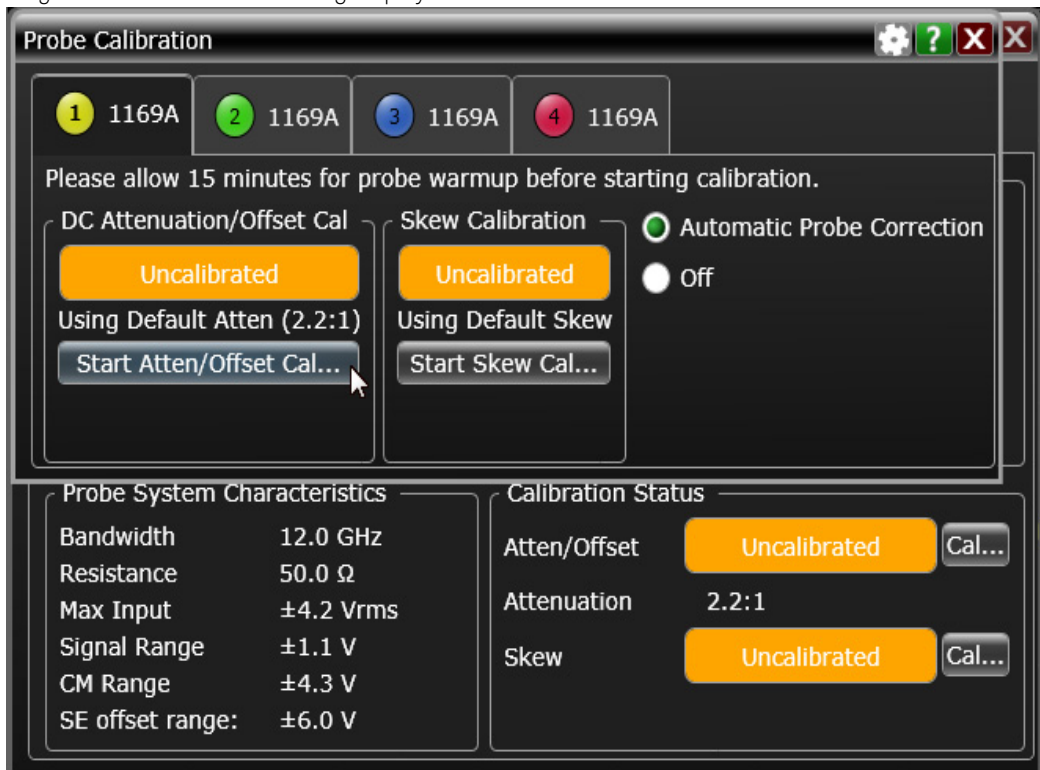 Probe Calibration
? X X
1 1169A 2 1169A 3 1169A 4 1169A
Please allow 15 minutes for probe warmup before starting calibration.
DC Attenuation/Offset Cal Skew Calibration Automatic Probe Correction
Uncalibrated Uncalibrated Off
Using Default Atten (2.2:1) Using Default Skew
Start Atten/Offset Cal... Start Skew Cal...
Probe System Characteristics
Bandwidth 12.0 GHz
Resistance 50.0 Ω
Max Input ±4.2 Vrms
Signal Range ±1.1 V
CM Range ±4.3 V
SE offset range: ±6.0 V
Calibration Status
Atten/Offset Uncalibrated Cal...
Attenuation 2.2:1
Skew Uncalibrated Cal...